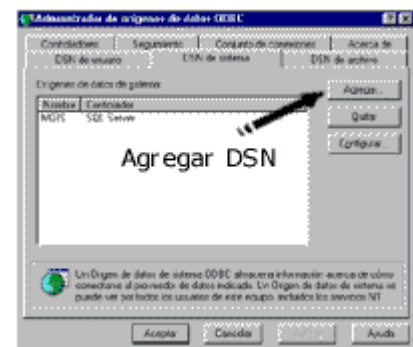 Administrador de orígenes de datos ODBC
Controladores Seguimiento Conjunto de conexiones Acerca de
DSN de usuario DSN de sistema DSN de archivo
Orígenes de datos de sistema
Agregar...
Nombre Controlador
SQL Server
Quitar
Configurar...
Agregar DSN
Un Origen de datos de sistema ODBC almacena información acerca de cómo
conectarse al proveedor de datos indicado. Un Origen de datos de sistema es
puede ver por todos los usuarios de este equipo, incluidos los servicios NT
Aceptar Cancelar Ayuda